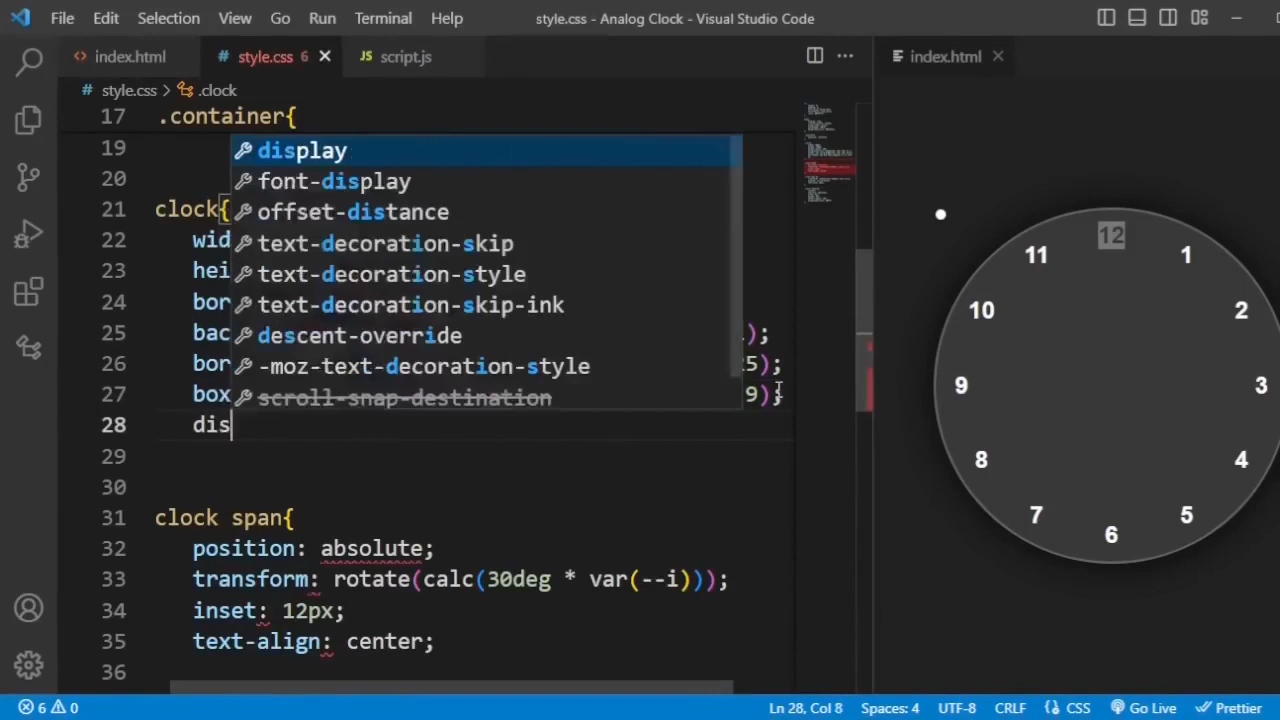 File Edit Selection View Go Run Terminal Help
style.css - Analog Clock - Visual Studio Code
index.html
style.css 6
JS script.js
index.html
# style.css > .clock
17 .container{
19
20
21 clock{
22 wid
23 hei
24 bor
25 bac );
26 bor 25);
27 box 9);
28 dis
29
30
31 clock span{
32 position: absolute;
33 transform: rotate(calc(30deg * var(--i)));
34 inset: 12px;
35 text-align: center;
36
display
font-display
offset-distance
text-decoration-skip
text-decoration-style
text-decoration-skip-ink
descent-override
-moz-text-decoration-style
scroll-snap-destination
12
11 1
10 2
9 3
8 4
7 5
6
6 0
Ln 28, Col 8 Spaces: 4 UTF-8 CRLF CSS Go Live Prettier